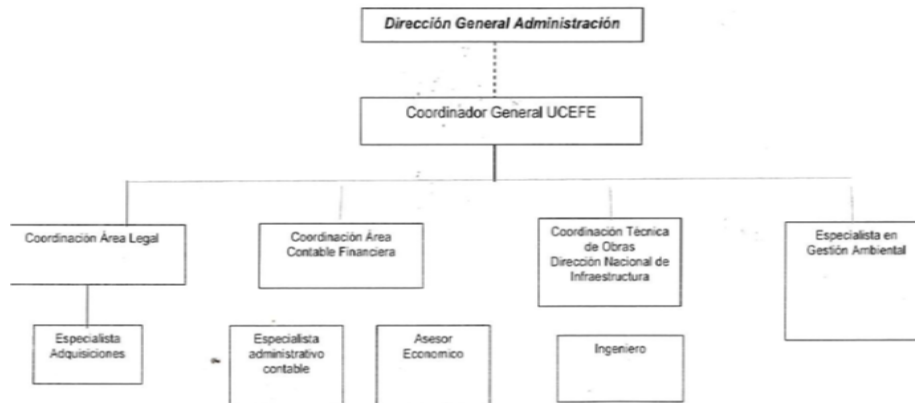 Dirección General Administración
Coordinador General UCEFE
Coordinación Área Legal
Coordinación Área
Contable Financiera
Coordinación Técnica
de Obras
Dirección Nacional de
Infraestructura
Especialista en
Gestión Ambiental
Especialista
Adquisiciones
Especialista
administrativo
contable
Asesor
Economico
Ingeniero